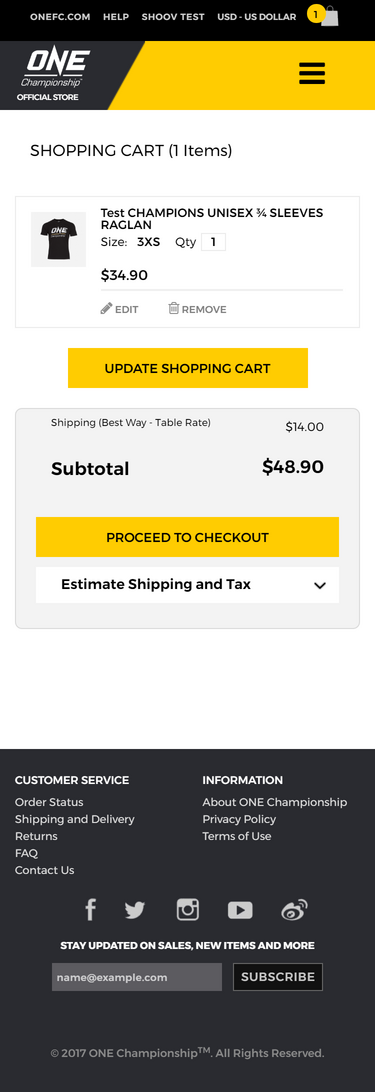 ONEFC.COM HELP SHOOV TEST USD - US DOLLAR 1
ONE
Championship
OFFICIAL STORE
SHOPPING CART (1 Items)
Test CHAMPIONS UNISEX ¾ SLEEVES
RAGLAN
Size: 3XS Qty 1
$34.90
EDIT REMOVE
ONE
UPDATE SHOPPING CART
Shipping (Best Way - Table Rate) $14.00
Subtotal $48.90
PROCEED TO CHECKOUT
Estimate Shipping and Tax
CUSTOMER SERVICE INFORMATION
Order Status About ONE Championship
Shipping and Delivery Privacy Policy
Returns Terms of Use
FAQ
Contact Us
STAY UPDATED ON SALES, NEW ITEMS AND MORE
name@example.com SUBSCRIBE
© 2017 ONE Championship™. All Rights Reserved.